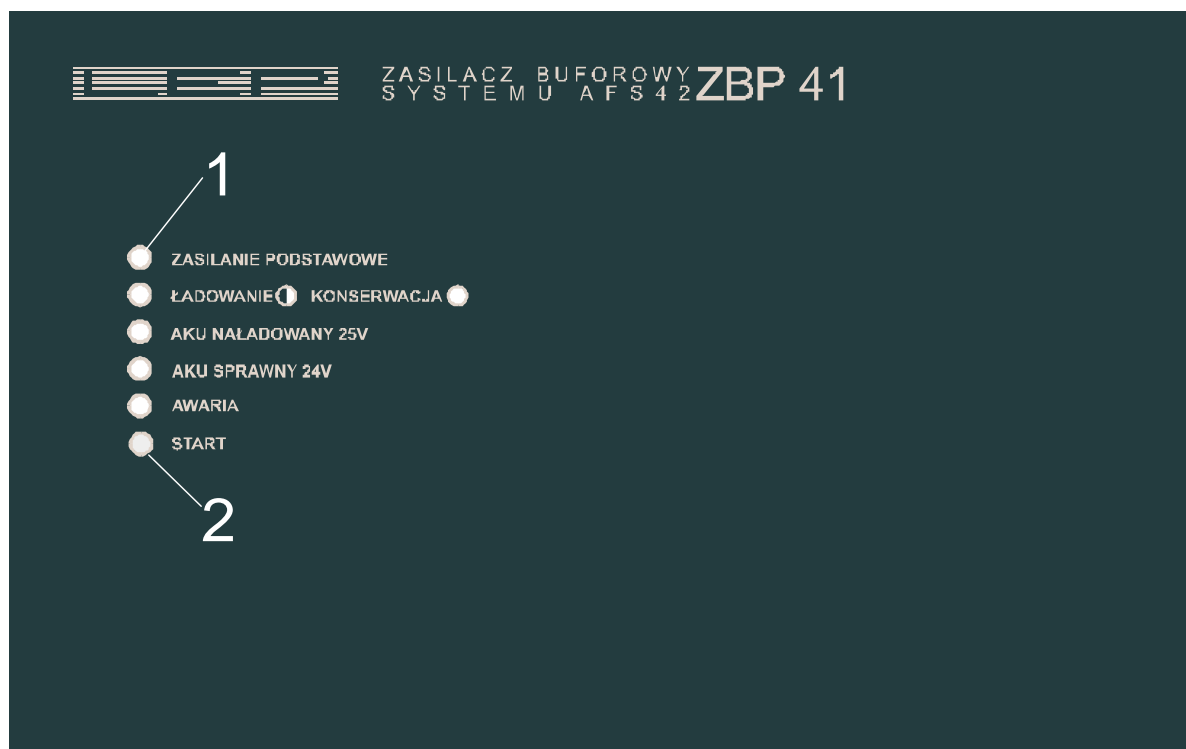 ZASILACZ BUFOROWY
SYSTEMU AFS42
ZBP 41
1
ZASILANIE PODSTAWOWE
ŁADOWANIE KONSERWACJA
AKU NAŁADOWANY 25V
AKU SPRAWNY 24V
AWARIA
START
2